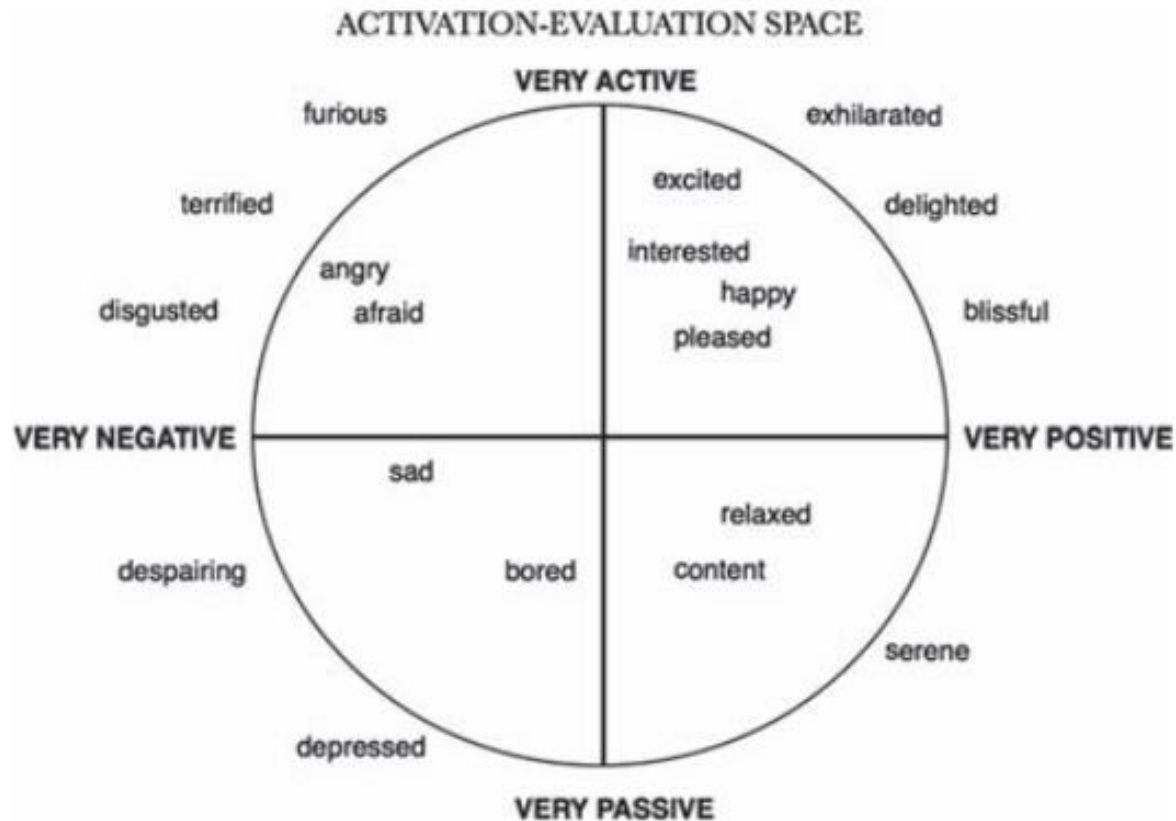 ACTIVATION-EVALUATION SPACE
VERY ACTIVE
furious
exhilarated
excited
terrified
delighted
interested
angry
happy
disgusted
afraid
blissful
pleased
VERY NEGATIVE
VERY POSITIVE
sad
relaxed
despairing
bored
content
serene
depressed
VERY PASSIVE